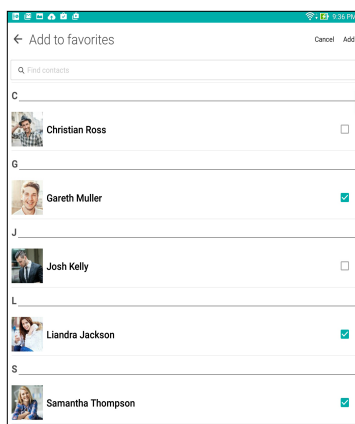 9:36 PM
Add to favorites
Cancel Add
Find contacts
C
Christian Ross
G
Gareth Muller
J
Josh Kelly
L
Liandra Jackson
S
Samantha Thompson